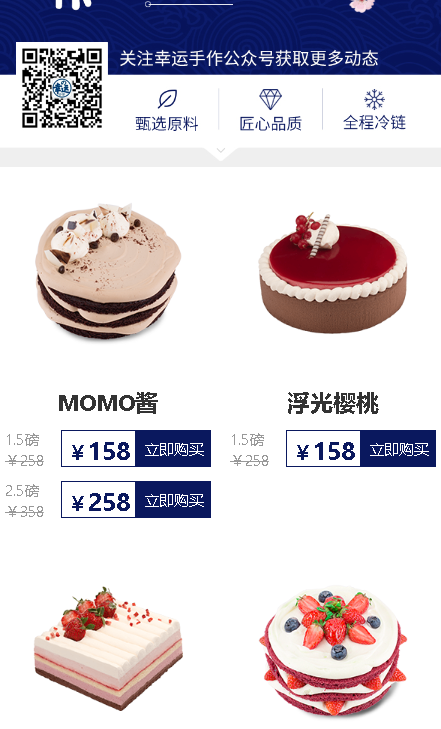 关注幸运手作公众号获取更多动态
甄选原料
匠心品质
全程冷链
MOMO酱
1.5磅
¥258
¥158
立即购买
2.5磅
¥358
¥258
立即购买
浮光樱桃
1.5磅
¥258
¥158
立即购买